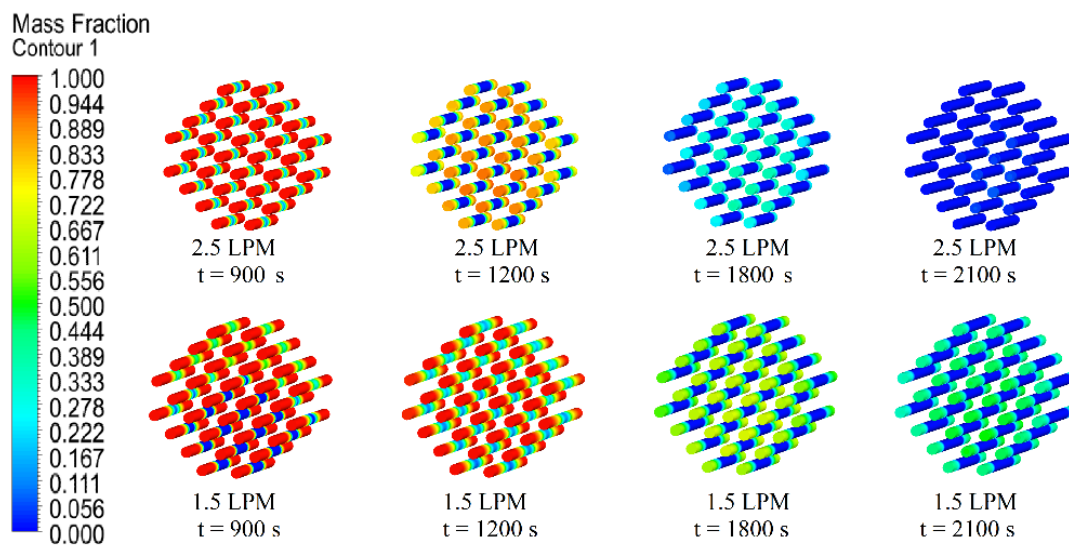 Mass Fraction
Contour 1
1.000
0.944
0.889
0.833
0.778
0.722
0.667
0.611
0.556
0.500
0.444
0.389
0.333
0.278
0.222
0.167
0.111
0.056
0.000
2.5 LPM
t = 900 s
2.5 LPM
t = 1200 s
2.5 LPM
t = 1800 s
2.5 LPM
t = 2100 s
1.5 LPM
t = 900 s
1.5 LPM
t = 1200 s
1.5 LPM
t = 1800 s
1.5 LPM
t = 2100 s